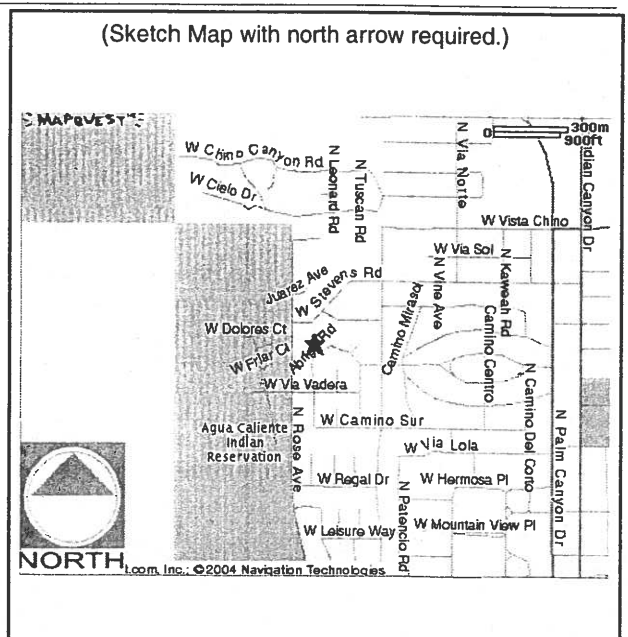 (Sketch Map with north arrow required.)
MAPQUEST
0 300m
900ft
W Chino Canyon Rd
W Cielo Dr
N Leonard Rd
N Tuscan Rd
N Via Norte
Indian Canyon Dr
W Vista Chino
W Via Sol
Juarez Ave
W Stevens Rd
N Vine Ave
N Kaweah Rd
W Dolores Ct
Camino Mirasol
Camino Centro
W Friar Ct
Rd
W Via Vadera
N Camino Del Corto
Agua Caliente
Indian
Reservation
N Rose Ave
W Camino Sur
W Via Lola
N Palm Canyon Dr
W Regal Dr
N Patencio Rd
W Hermosa Pl
W Leisure Way
W Mountain View Pl
NORTH
t.com, Inc.; ©2004 Navigation Technologies